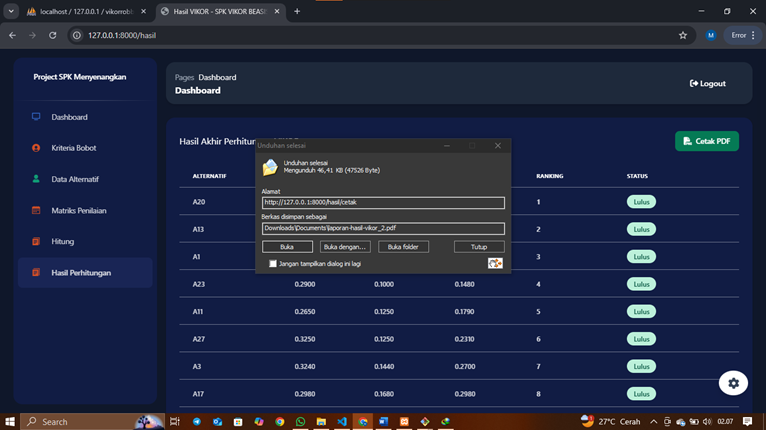 localhost / 127.0.0.1 / vikorrobb
Hasil VIKOR - SPK VIKOR BEASI
127.0.0.1:8000/hasil
M
Error
Project SPK Menyenangkan
Dashboard
Kriteria Bobot
Data Alternatif
Matriks Penilaian
Hitung
Hasil Perhitungan
Pages Dashboard
Dashboard
Logout
Hasil Akhir Perhitun
Cetak PDF
ALTERNATIF RANKING STATUS
A20 1 Lulus
A13 2 Lulus
A1 3 Lulus
A23 0.2900 0.1000 0.1480 4 Lulus
A11 0.2650 0.1250 0.1790 5 Lulus
A27 0.3250 0.1250 0.2310 6 Lulus
A3 0.3240 0.1440 0.2700 7 Lulus
A17 0.2980 0.1680 0.2980 8 Lulus
Unduhan selesai
Unduhan selesai
Mengunduh 46,41 KB (47526 Byte)
Alamat
http://127.0.0.1:8000/hasil/cetak
Berkas disimpan sebagai
Downloads\Documents\laporan-hasil-vikor_2.pdf
Buka Buka dengan... Buka folder Tutup
Jangan tampilkan dialog ini lagi
Search
27°C Cerah
02.07